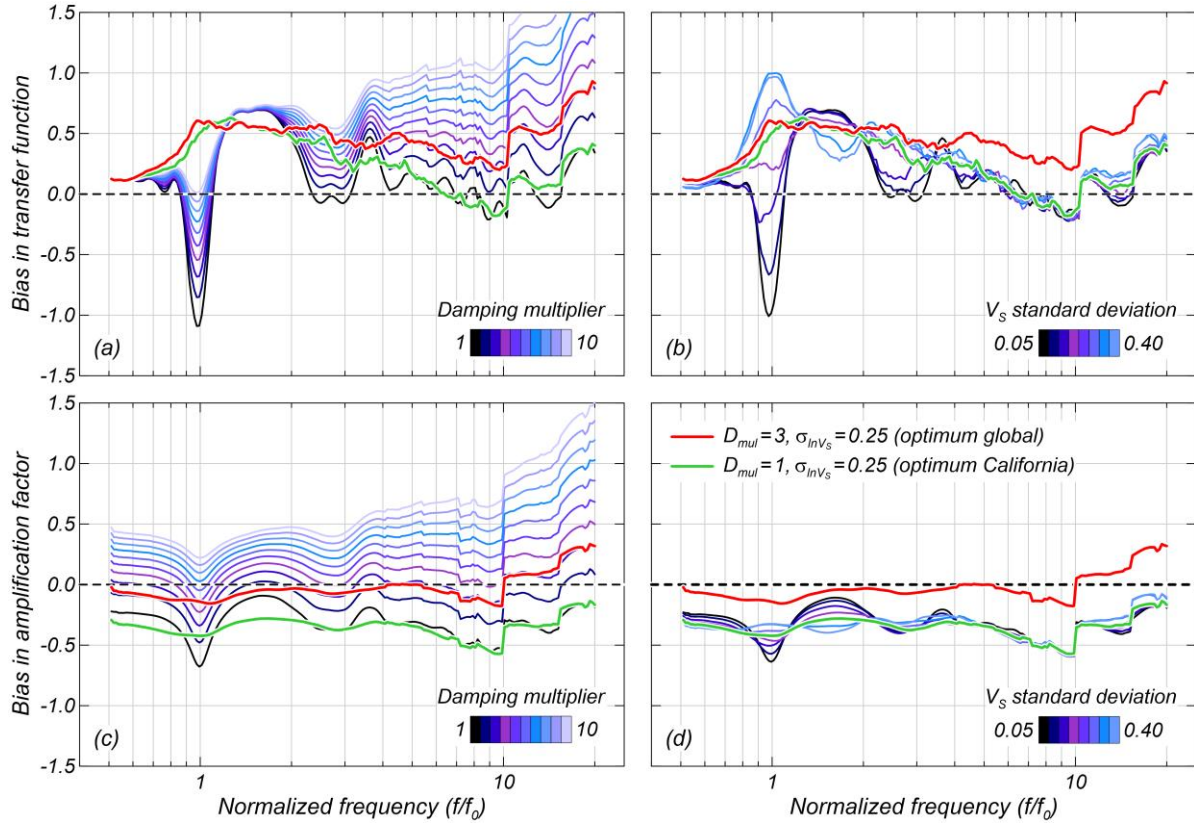 1.5
1.0
0.5
0.0
-0.5
-1.0
-1.5
Bias in transfer function
(a)
Damping multiplier
1 10
(b)
V_S standard deviation
0.05 0.40
1.5
1.0
0.5
0.0
-0.5
-1.0
-1.5
Bias in amplification factor
(c)
Damping multiplier
1 10
1 10
Normalized frequency (f/f_0)
D_mul = 3, σ_lnV_S = 0.25 (optimum global)
D_mul = 1, σ_lnV_S = 0.25 (optimum California)
(d)
V_S standard deviation
0.05 0.40
1 10
Normalized frequency (f/f_0)